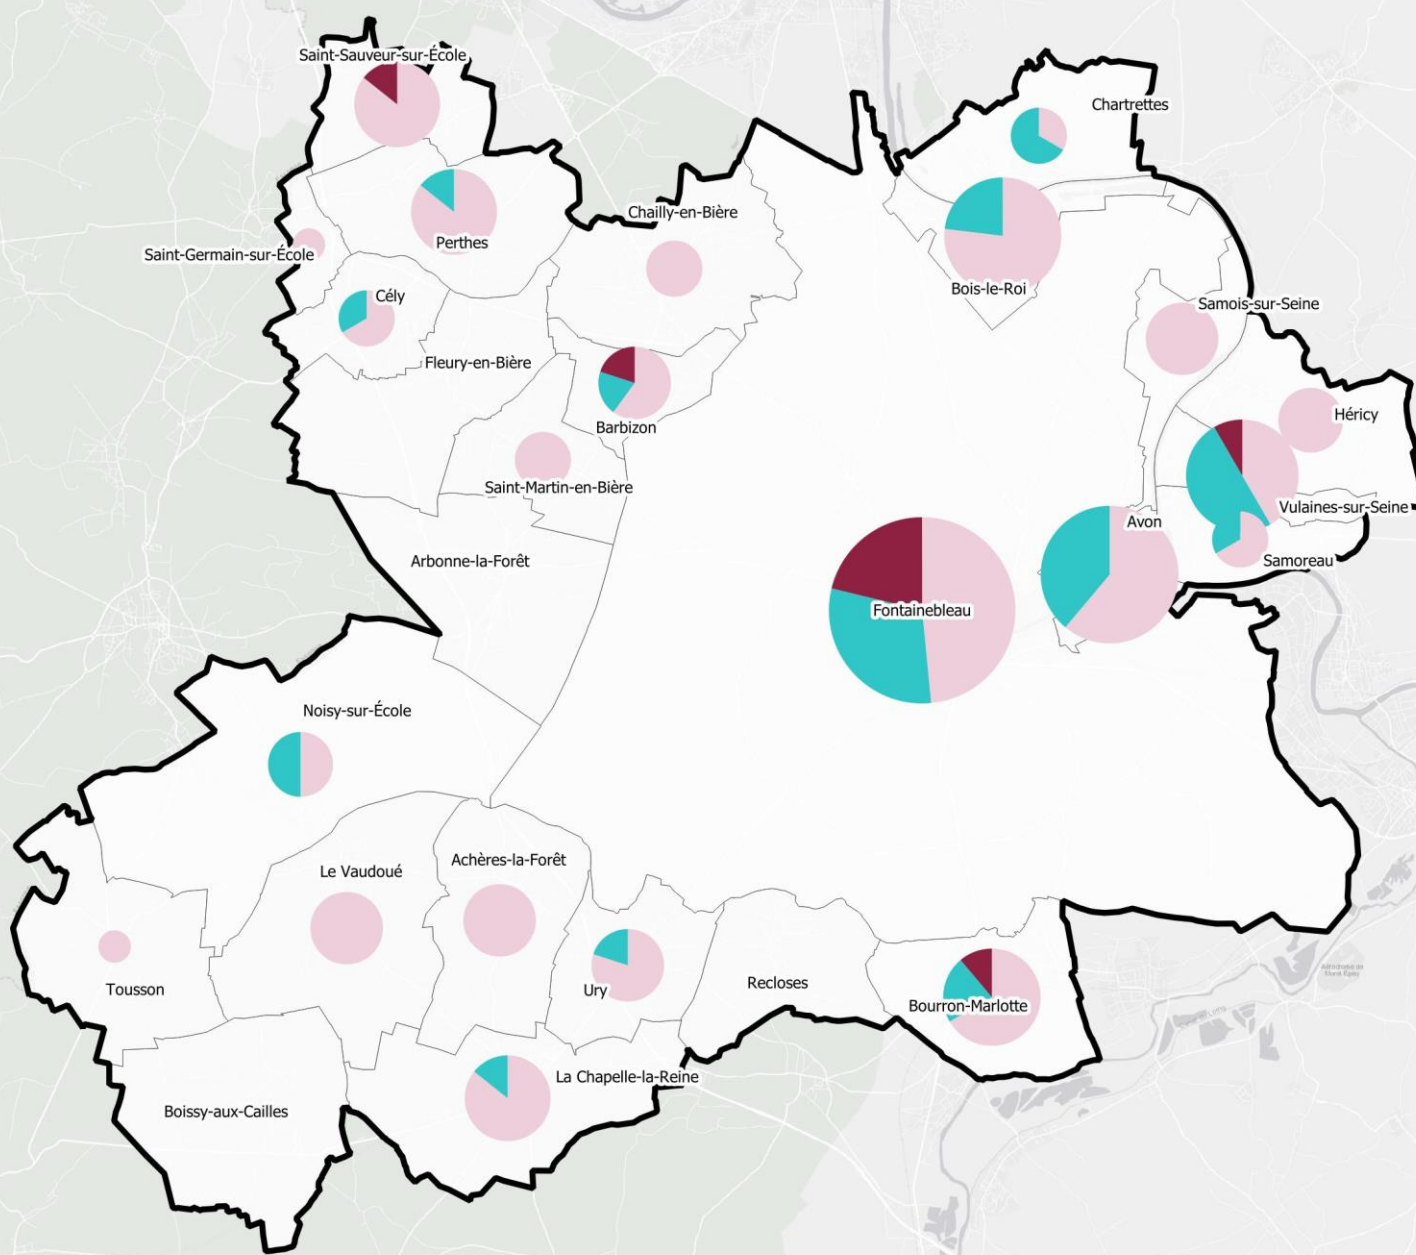 Saint-Sauveur-sur-École
Chartrettes
Chailly-en-Bière
Perthes
Saint-Germain-sur-École
Bois-le-Roi
Cély
Samois-sur-Seine
Fleury-en-Bière
Héricy
Barbizon
Saint-Martin-en-Bière
Vulaines-sur-Seine
Avon
Arbonne-la-Forêt
Samoreau
Fontainebleau
Noisy-sur-École
Achères-la-Forêt
Le Vaudoué
Recloses
Tousson
Ury
Bourron-Marlotte
La Chapelle-la-Reine
Boissy-aux-Cailles